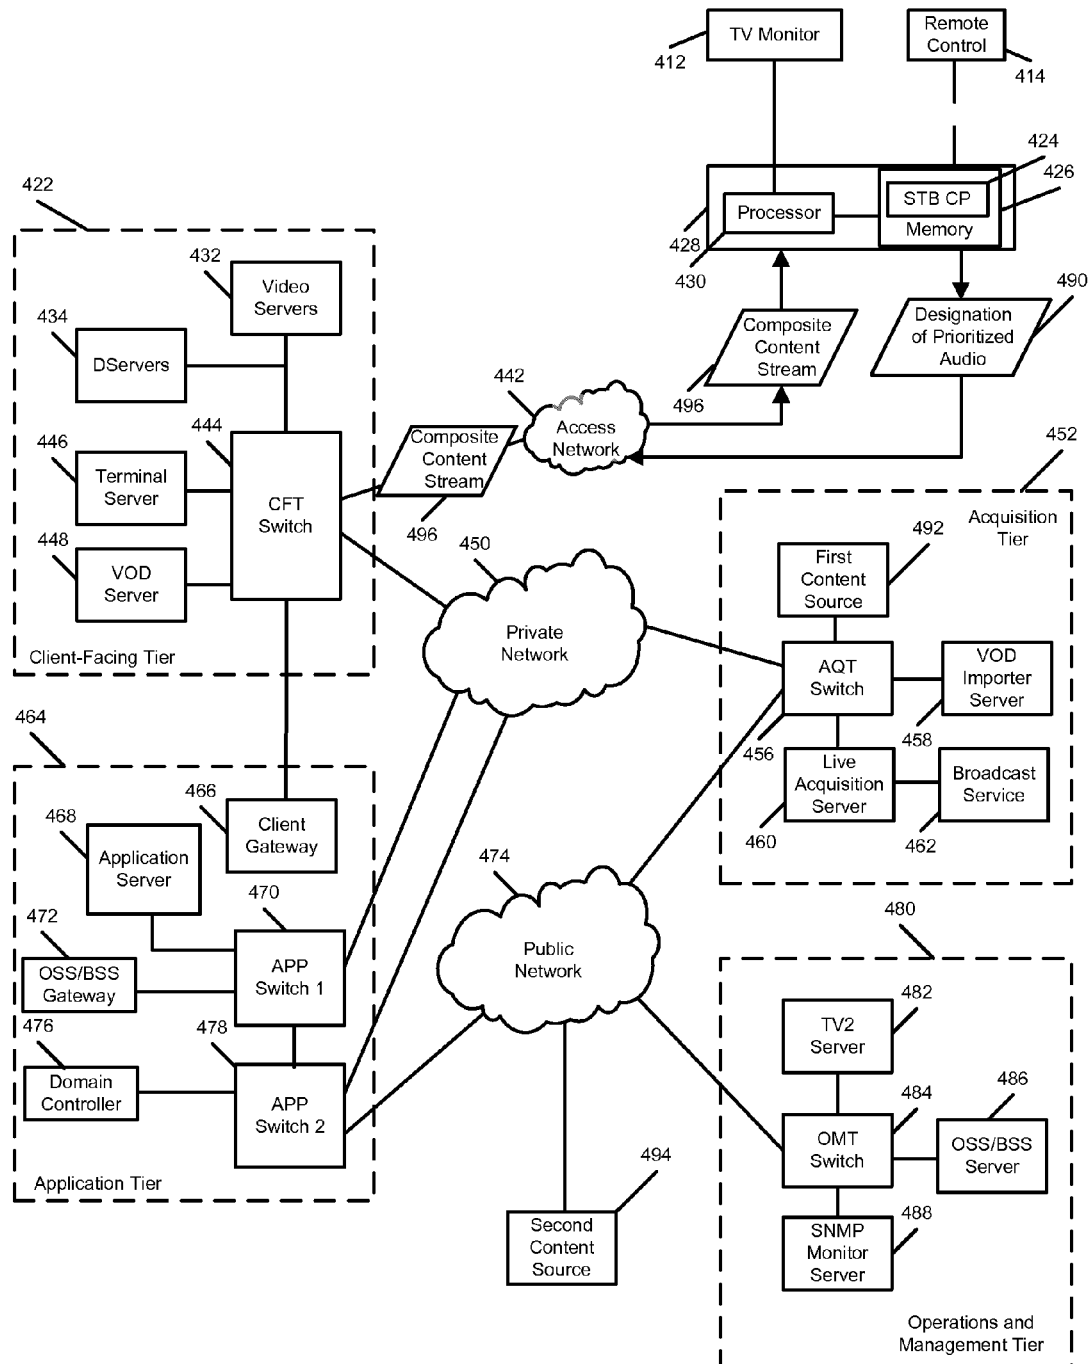 TV Monitor
412
Remote
Control
414
424
426
STB CP
Memory
Processor
428
430
490
Designation
of Prioritized
Audio
Composite
Content
Stream
496
422
432
Video
Servers
434
DServers
442
Access
Network
446
444
Terminal
Server
CFT
Switch
Composite
Content
Stream
496
448
VOD
Server
Client-Facing Tier
450
Private
Network
452
Acquisition
Tier
492
First
Content
Source
AQT
Switch
VOD
Importer
Server
456
458
Live
Acquisition
Server
Broadcast
Service
460
462
464
466
Client
Gateway
468
Application
Server
470
472
OSS/BSS
Gateway
APP
Switch 1
476
478
Domain
Controller
APP
Switch 2
Application Tier
474
Public
Network
494
Second
Content
Source
480
482
TV2
Server
484
486
OMT
Switch
OSS/BSS
Server
488
SNMP
Monitor
Server
Operations and
Management Tier